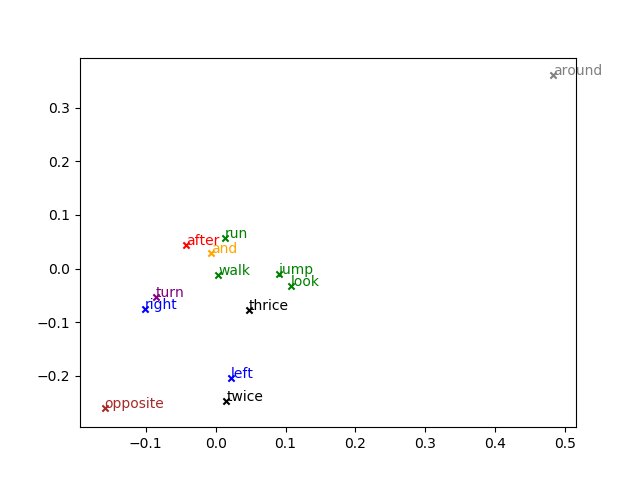 around
0.3
0.2
0.1
run
after
and
0.0
walk
jump
look
turn
right
thrice
−0.1
left
−0.2
twice
opposite
−0.1 0.0 0.1 0.2 0.3 0.4 0.5